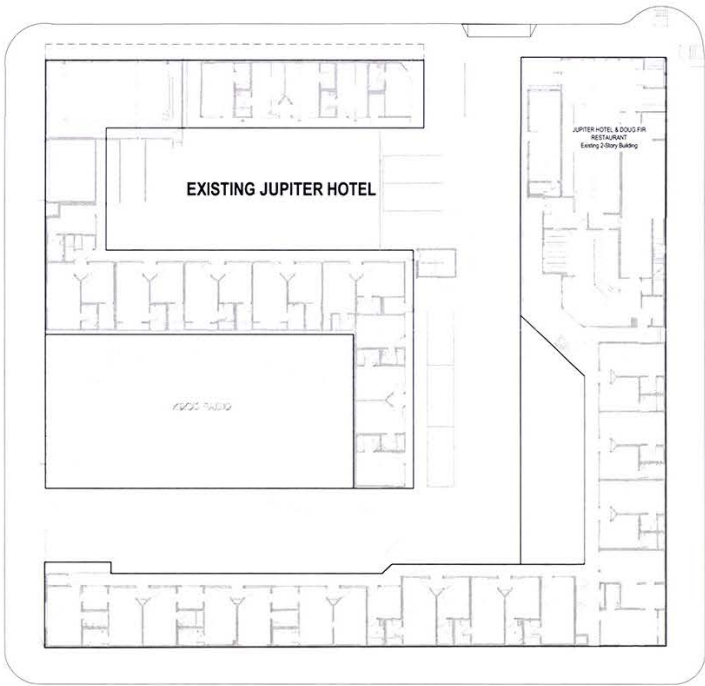 JUPITER HOTEL & DOUG FIR
RESTAURANT
Existing 2-Story Building
EXISTING JUPITER HOTEL